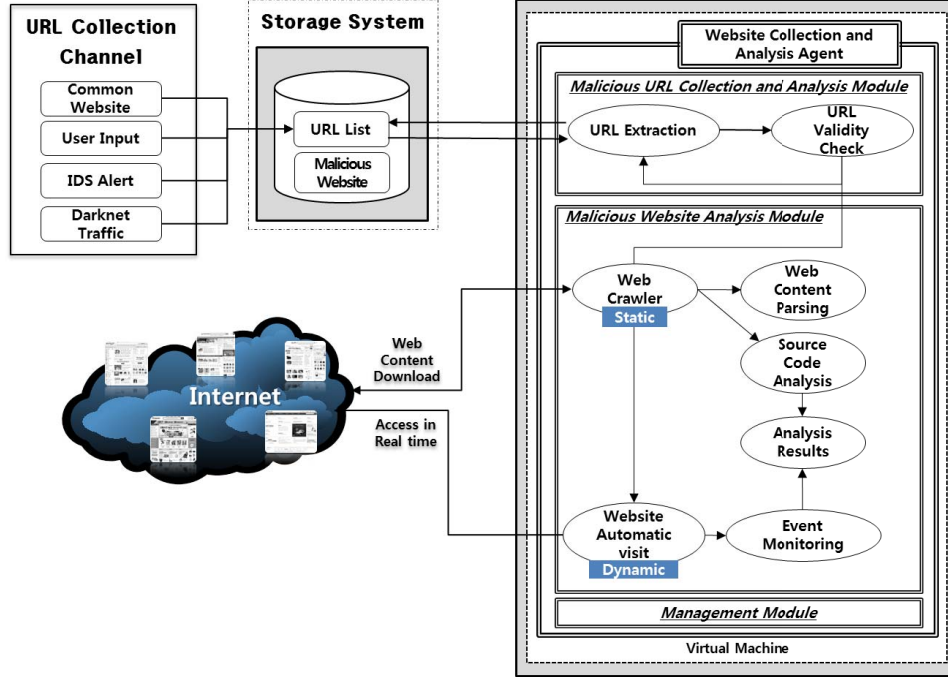 URL Collection
Channel
Common
Website
User Input
IDS Alert
Darknet
Traffic
Storage System
URL List
Malicious
Website
Website Collection and
Analysis Agent
Malicious URL Collection and Analysis Module
URL Extraction
URL
Validity
Check
Malicious Website Analysis Module
Web
Crawler
Static
Web
Content
Parsing
Source
Code
Analysis
Analysis
Results
Website
Automatic
visit
Dynamic
Event
Monitoring
Web
Content
Download
Internet
Access in
Real time
Management Module
Virtual Machine